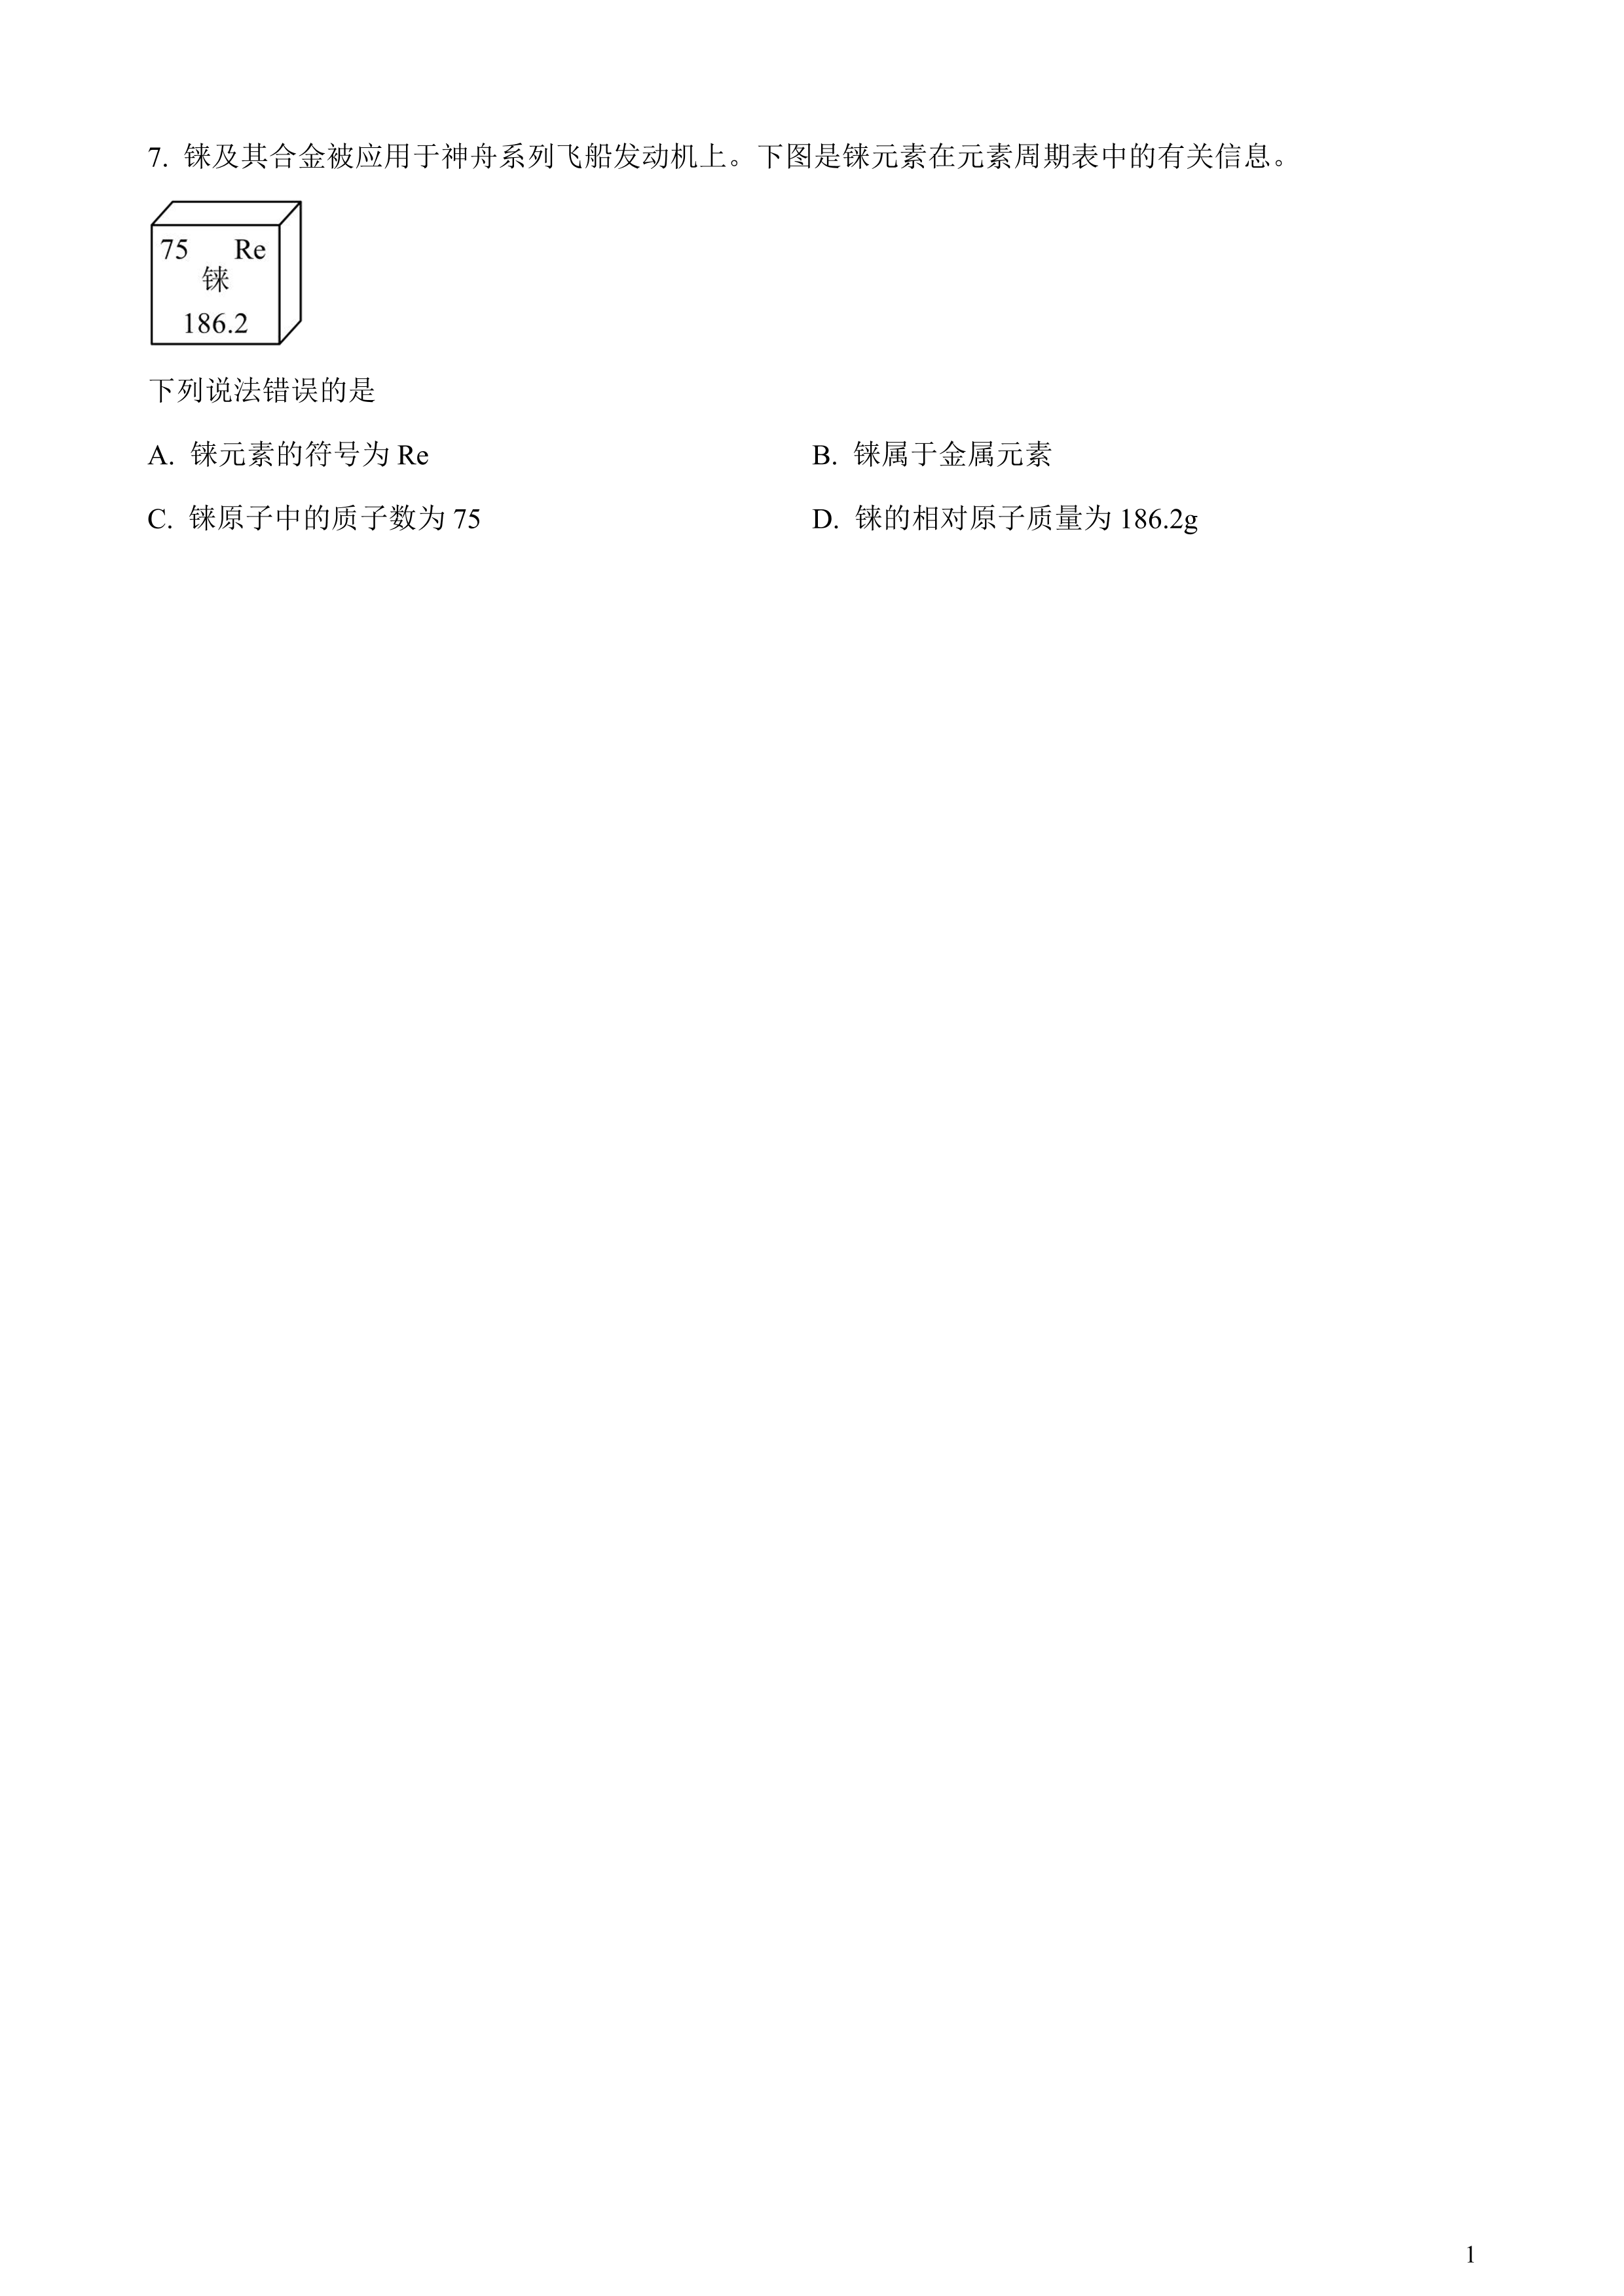 7. 铼及其合金被应用于神舟系列飞船发动机上。下图是铼元素在元素周期表中的有关信息。
75 Re
铼
186.2
下列说法错误的是
A. 铼元素的符号为 Re B. 铼属于金属元素
C. 铼原子中的质子数为 75 D. 铼的相对原子质量为 186.2g
1